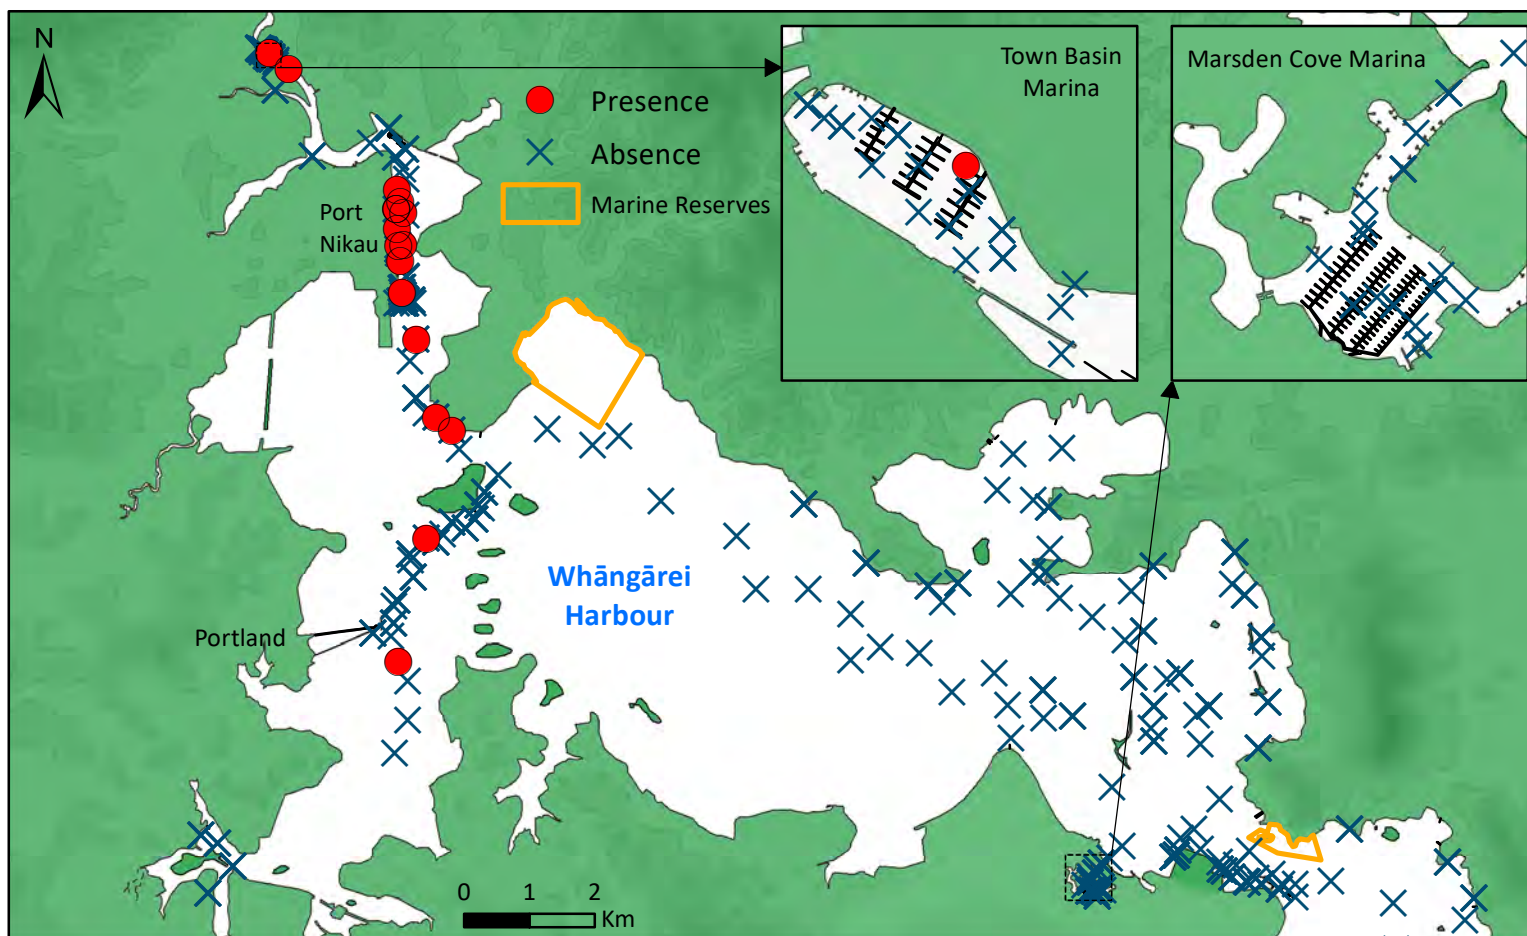 N
Presence
Absence
Marine Reserves
Town Basin
Marina
Marsden Cove Marina
Port
Nikau
Whāngārei
Harbour
Portland
0 1 2
Km